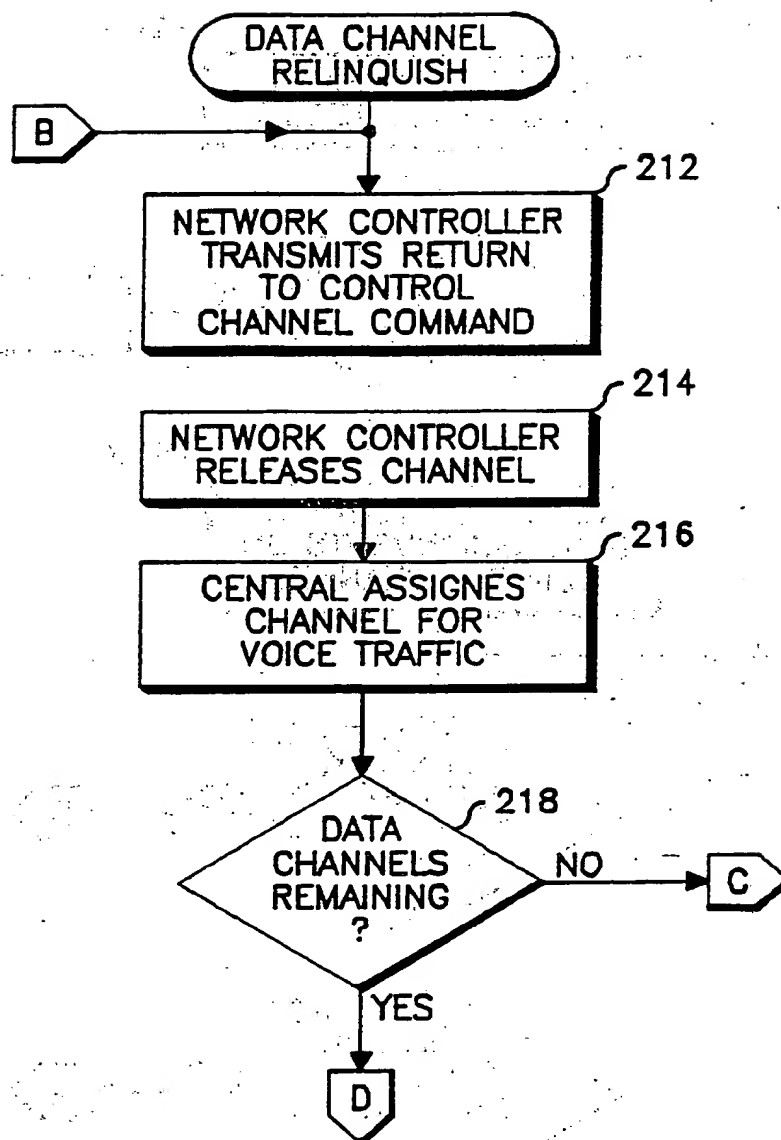 DATA CHANNEL
RELINQUISH
B
212
NETWORK CONTROLLER
TRANSMITS RETURN
TO CONTROL
CHANNEL COMMAND
214
NETWORK CONTROLLER
RELEASES CHANNEL
216
CENTRAL ASSIGNES
CHANNEL FOR
VOICE TRAFFIC
218
DATA
CHANNELS
REMAINING
?
NO
C
YES
D